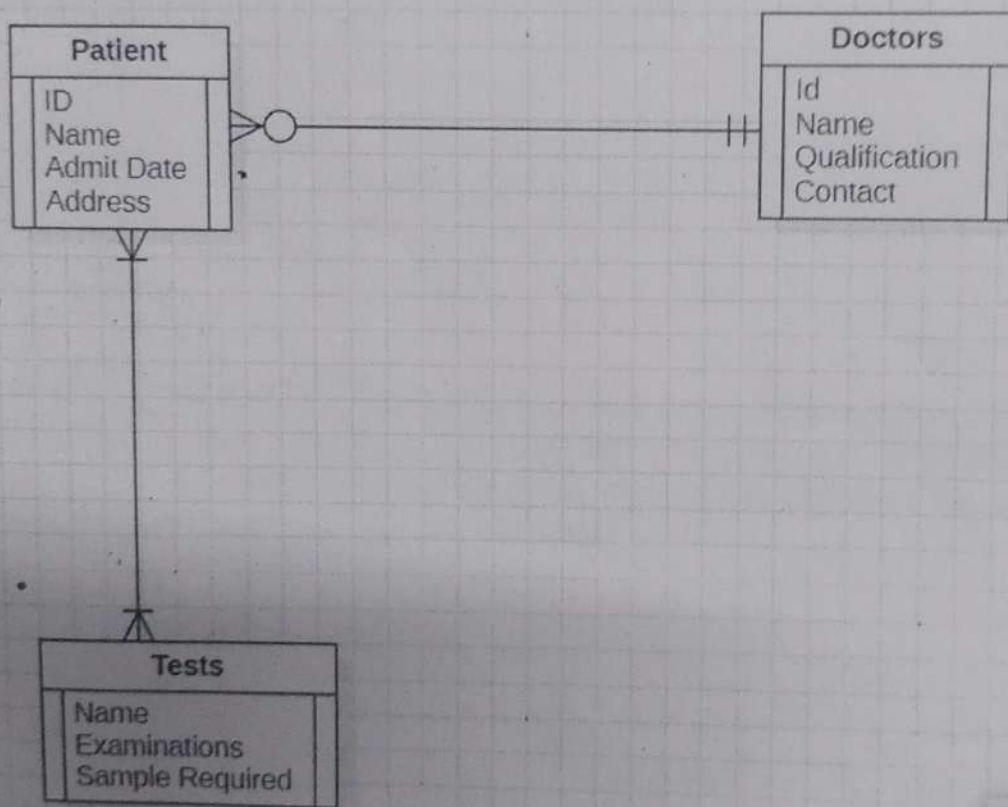 Patient
ID
Name
Admit Date
Address
Doctors
Id
Name
Qualification
Contact
Tests
Name
Examinations
Sample Required